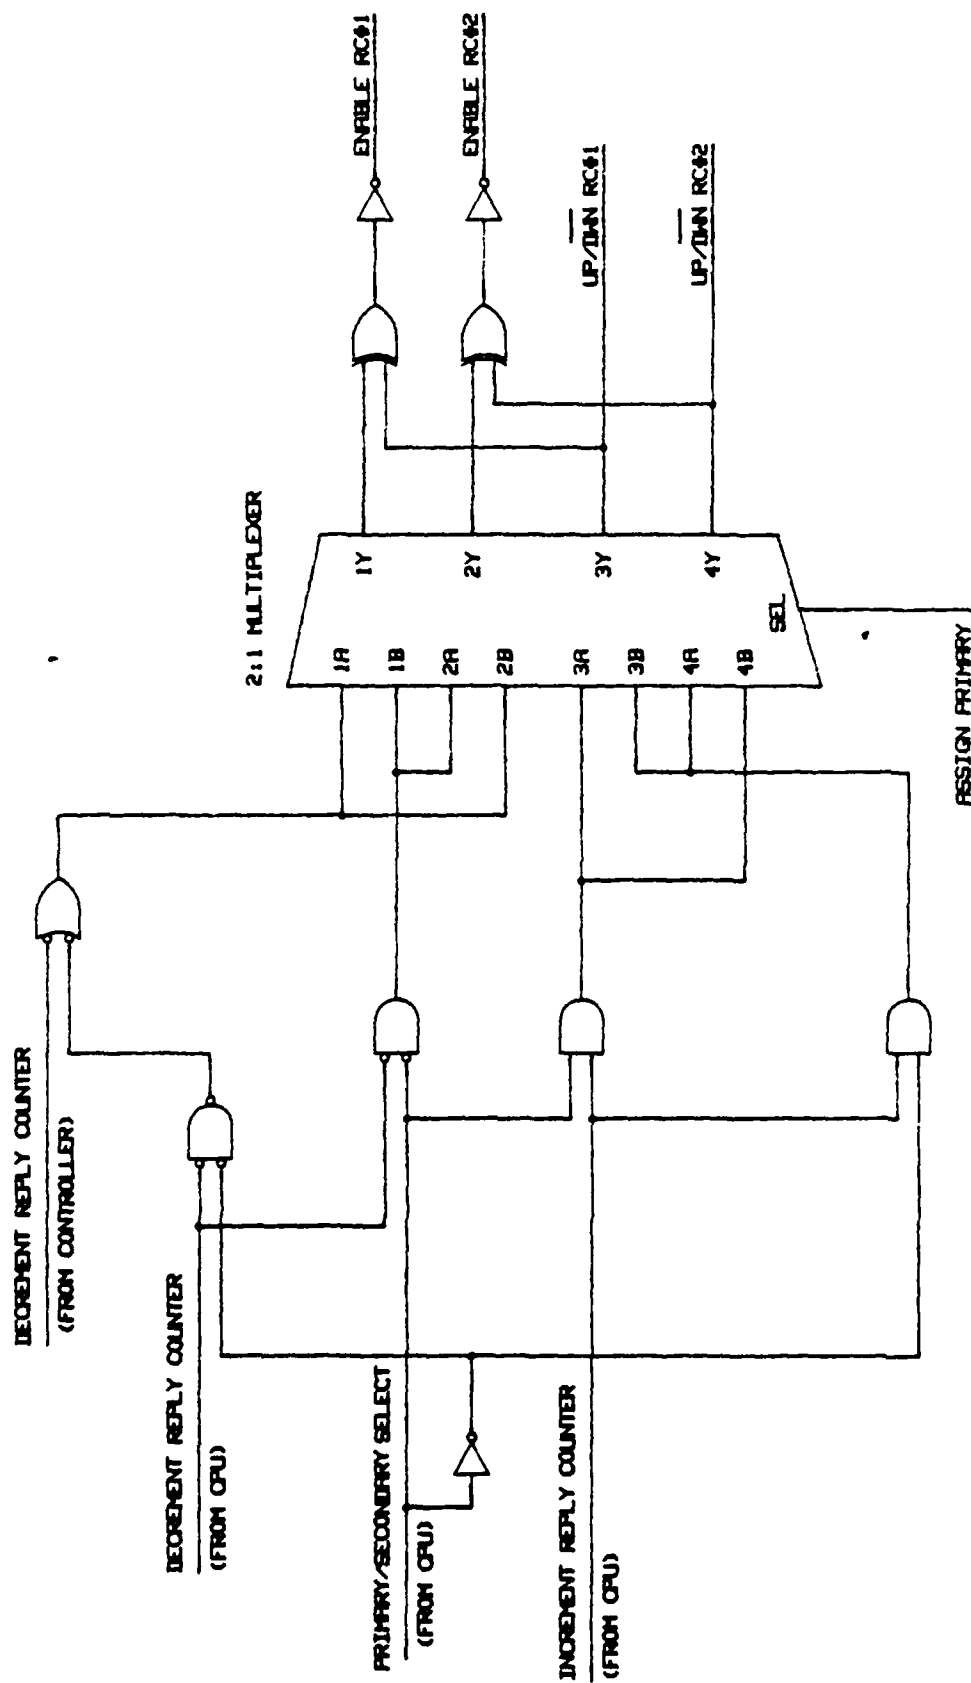 DECREMENT REPLY COUNTER
(FROM CONTROLLER)
DECREMENT REPLY COUNTER
(FROM CPU)
PRIMARY/SECONDARY SELECT
(FROM CPU)
INCREMENT REPLY COUNTER
(FROM CPU)
2:1 MULTIPLEXER
1A
1B
2A
2B
3A
3B
4A
4B
SEL
1Y
2Y
3Y
4Y
ASSIGN PRIMARY
ENABLE RC#1
ENABLE RC#2
UP/DWN RC#1
UP/DWN RC#2